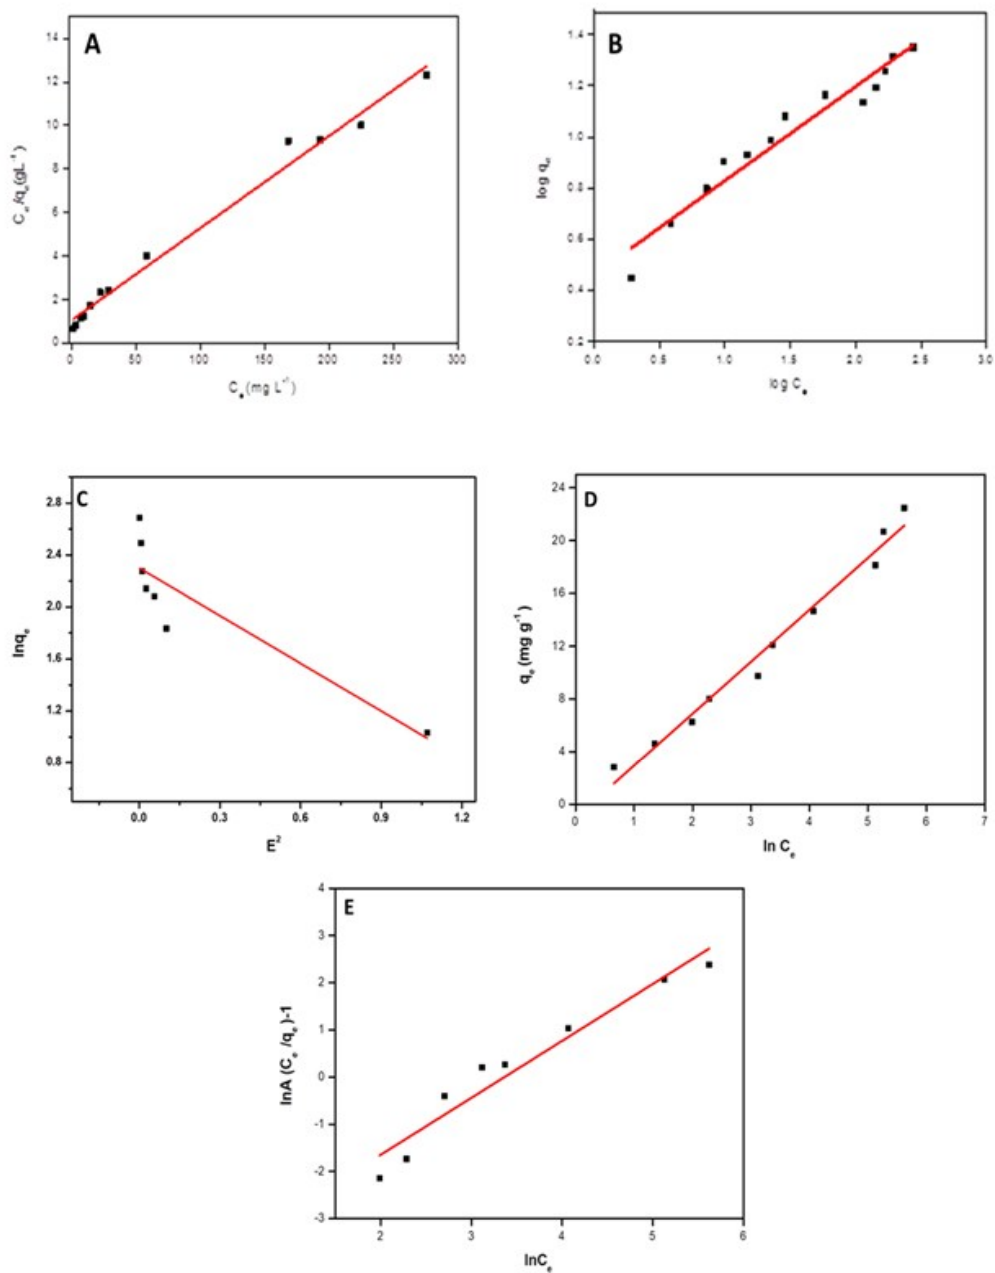 A
14
12
10
8
6
4
2
0
Cₑ/qₑ(gL⁻¹)
0 50 100 150 200 250 300
Cₑ (mg L⁻¹)
B
1.4
1.2
1.0
0.8
0.6
0.4
0.2
log qₑ
0.0 0.5 1.0 1.5 2.0 2.5 3.0
log Cₑ
C
2.8
2.4
2.0
1.6
1.2
0.8
lnqₑ
0.0 0.3 0.6 0.9 1.2
E²
D
24
20
16
12
8
4
0
qₑ (mg g⁻¹)
0 1 2 3 4 5 6 7
ln Cₑ
E
4
3
2
1
0
-1
-2
-3
lnA (Cₑ /qₑ)-1
2 3 4 5 6
lnCₑ